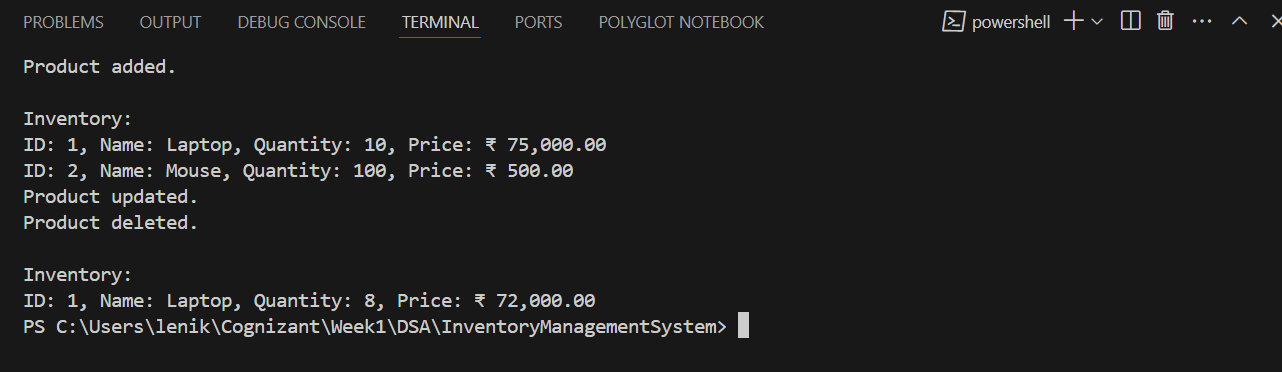 PROBLEMS OUTPUT DEBUG CONSOLE TERMINAL PORTS POLYGLOT NOTEBOOK powershell
Product added.
Inventory:
ID: 1, Name: Laptop, Quantity: 10, Price: ₹ 75,000.00
ID: 2, Name: Mouse, Quantity: 100, Price: ₹ 500.00
Product updated.
Product deleted.
Inventory:
ID: 1, Name: Laptop, Quantity: 8, Price: ₹ 72,000.00
PS C:\Users\lenik\Cognizant\Week1\DSA\InventoryManagementSystem>